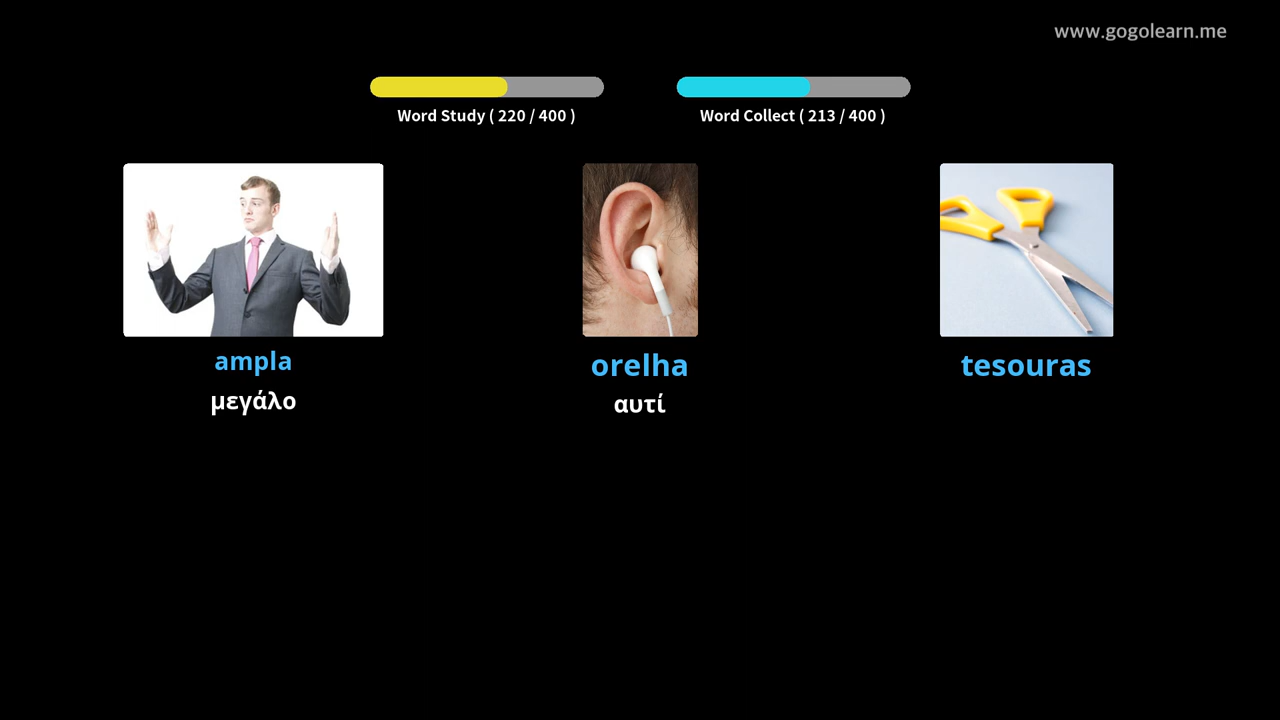 www.gogolearn.me
Word Study ( 220 / 400 )
Word Collect ( 213 / 400 )
ampla
orelha
tesouras
μεγάλο
αυτί